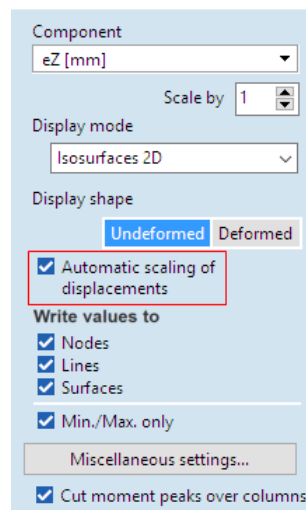 Component
eZ [mm]
Scale by 1
Display mode
Isosurfaces 2D
Display shape
Undeformed Deformed
Automatic scaling of
displacements
Write values to
Nodes
Lines
Surfaces
Min./Max. only
Miscellaneous settings...
Cut moment peaks over columns